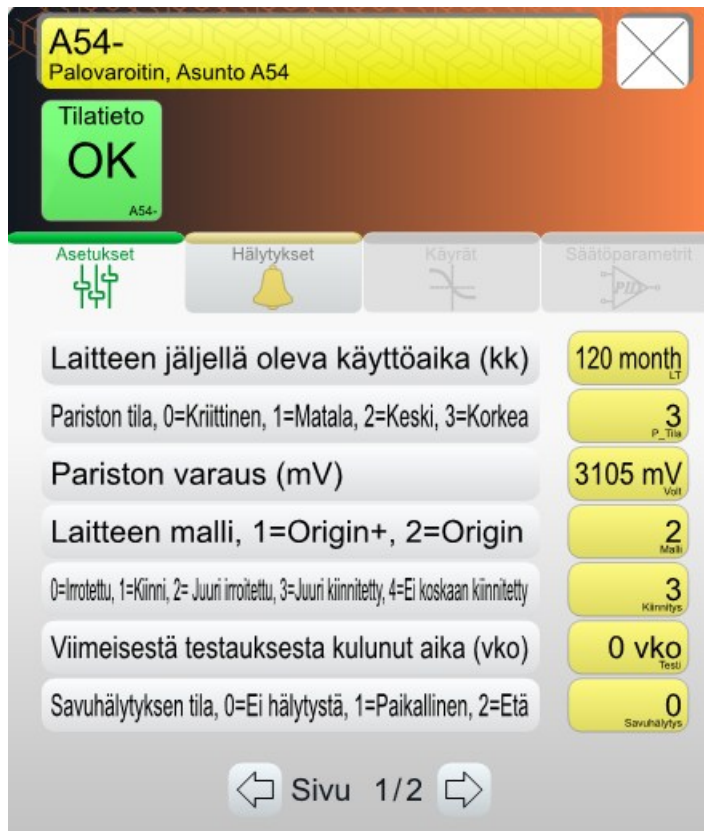 A54-
Palovaroitin, Asunto A54
Tilatieto
OK
A54-
Asetukset
Hälytykset
Käyrät
Säätöparametrit
PID
Laitteen jäljellä oleva käyttöaika (kk)
120 month
LT
Pariston tila, 0=Kriittinen, 1=Matala, 2=Keski, 3=Korkea
3
P_Tila
Pariston varaus (mV)
3105 mV
Volt
Laitteen malli, 1=Origin+, 2=Origin
2
Malli
0=Irrotettu, 1=Kiinni, 2= Juuri irroitettu, 3=Juuri kiinnitetty, 4=Ei koskaan kiinnitetty
3
Kiinnitys
Viimeisestä testauksesta kulunut aika (vko)
0 vko
Testi
Savuhälytyksen tila, 0=Ei hälytystä, 1=Paikallinen, 2=Etä
0
Savuhälytys
Sivu 1/2